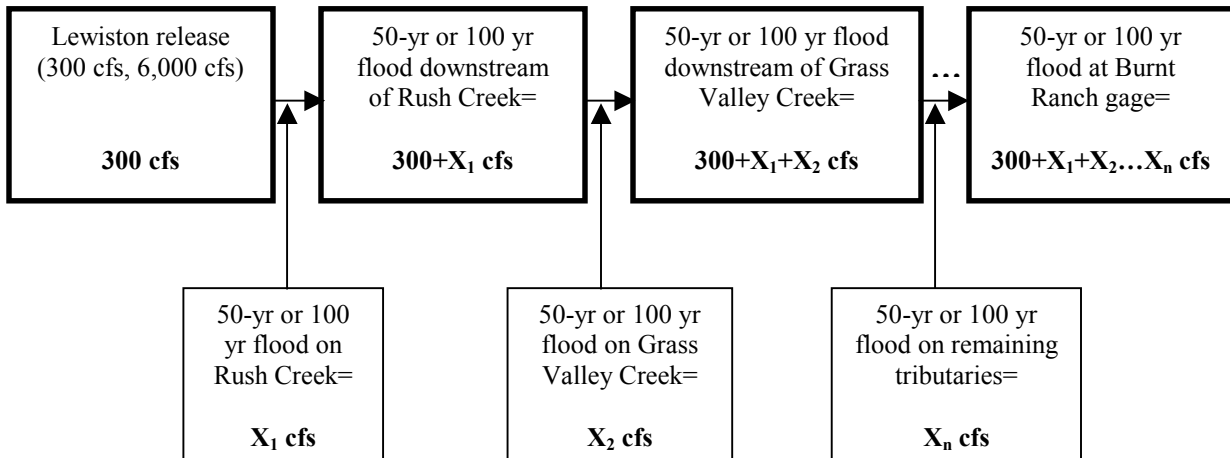 Lewiston release
(300 cfs, 6,000 cfs)
300 cfs
50-yr or 100 yr
flood downstream
of Rush Creek=
300+X₁ cfs
50-yr or 100 yr flood
downstream of Grass
Valley Creek=
300+X₁+X₂ cfs
...
50-yr or 100 yr
flood at Burnt
Ranch gage=
300+X₁+X₂…Xₙ cfs
50-yr or 100
yr flood on
Rush Creek=
X₁ cfs
50-yr or 100 yr
flood on Grass
Valley Creek=
X₂ cfs
50-yr or 100 yr
flood on remaining
tributaries=
Xₙ cfs